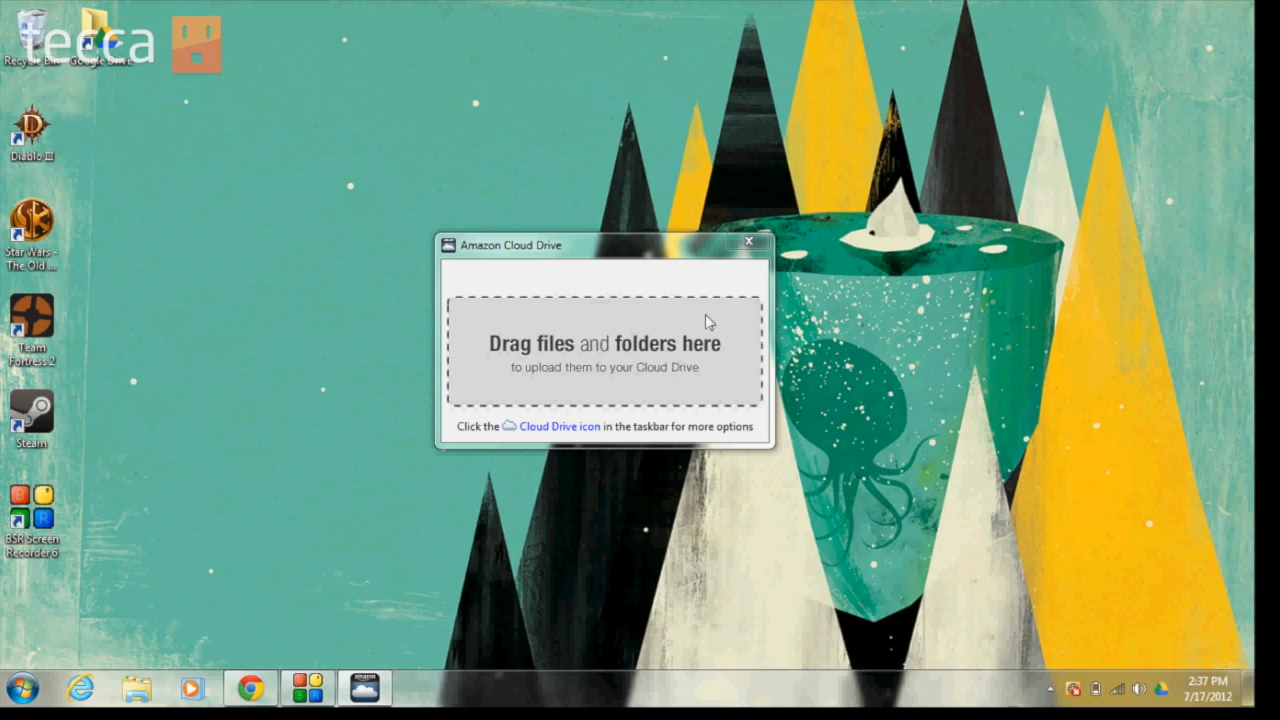 tecca
Recycle Bin
Google Drive
Diablo III
Star Wars -
The Old ...
Team
Fortress 2
Steam
B
S
R
BSR Screen
Recorder 6
Amazon Cloud Drive
Drag files and folders here
to upload them to your Cloud Drive
Click the Cloud Drive icon in the taskbar for more options
amazon
2:37 PM
7/17/2012